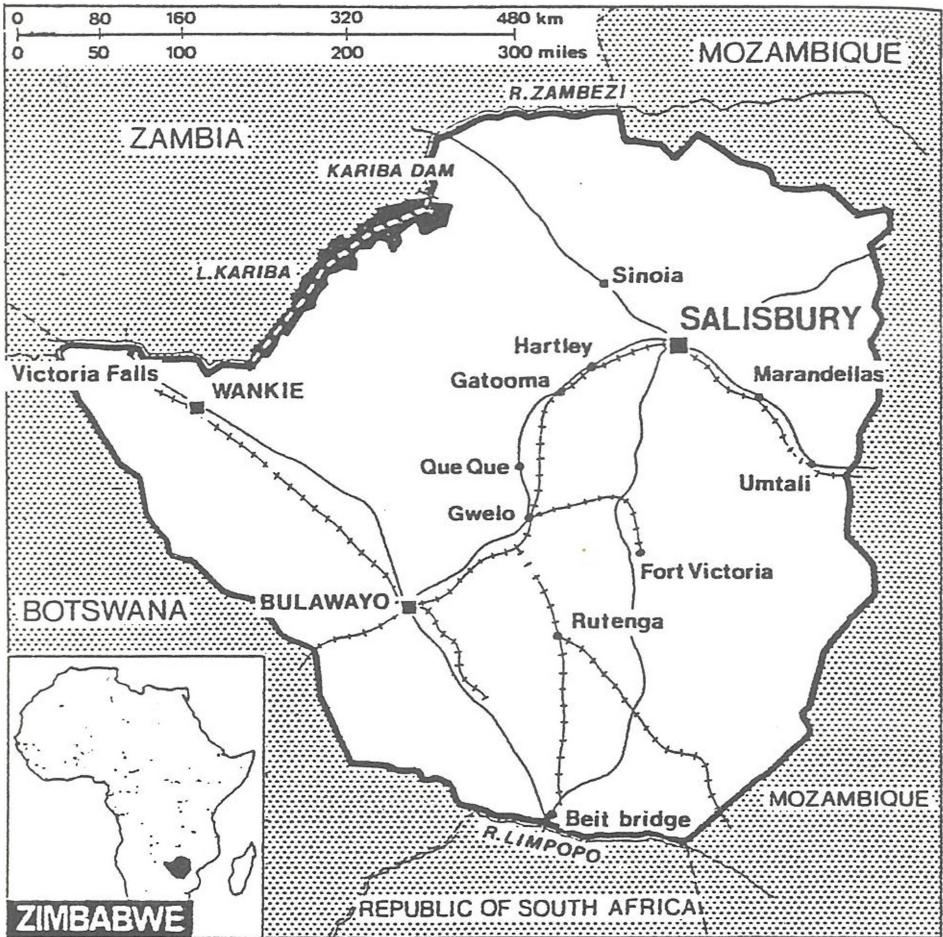 0 80 160 320 480 km
0 50 100 200 300 miles
MOZAMBIQUE
R. ZAMBEZI
ZAMBIA
KARIBA DAM
L. KARIBA
Sinoia
SALISBURY
Hartley
Victoria Falls
Gatooma
Marandellas
WANKIE
Que Que
Umtali
Gwelo
Fort Victoria
BOTSWANA
BULAWAYO
Rutenga
MOZAMBIQUE
Beit bridge
R. LIMPOPO
REPUBLIC OF SOUTH AFRICA
ZIMBABWE